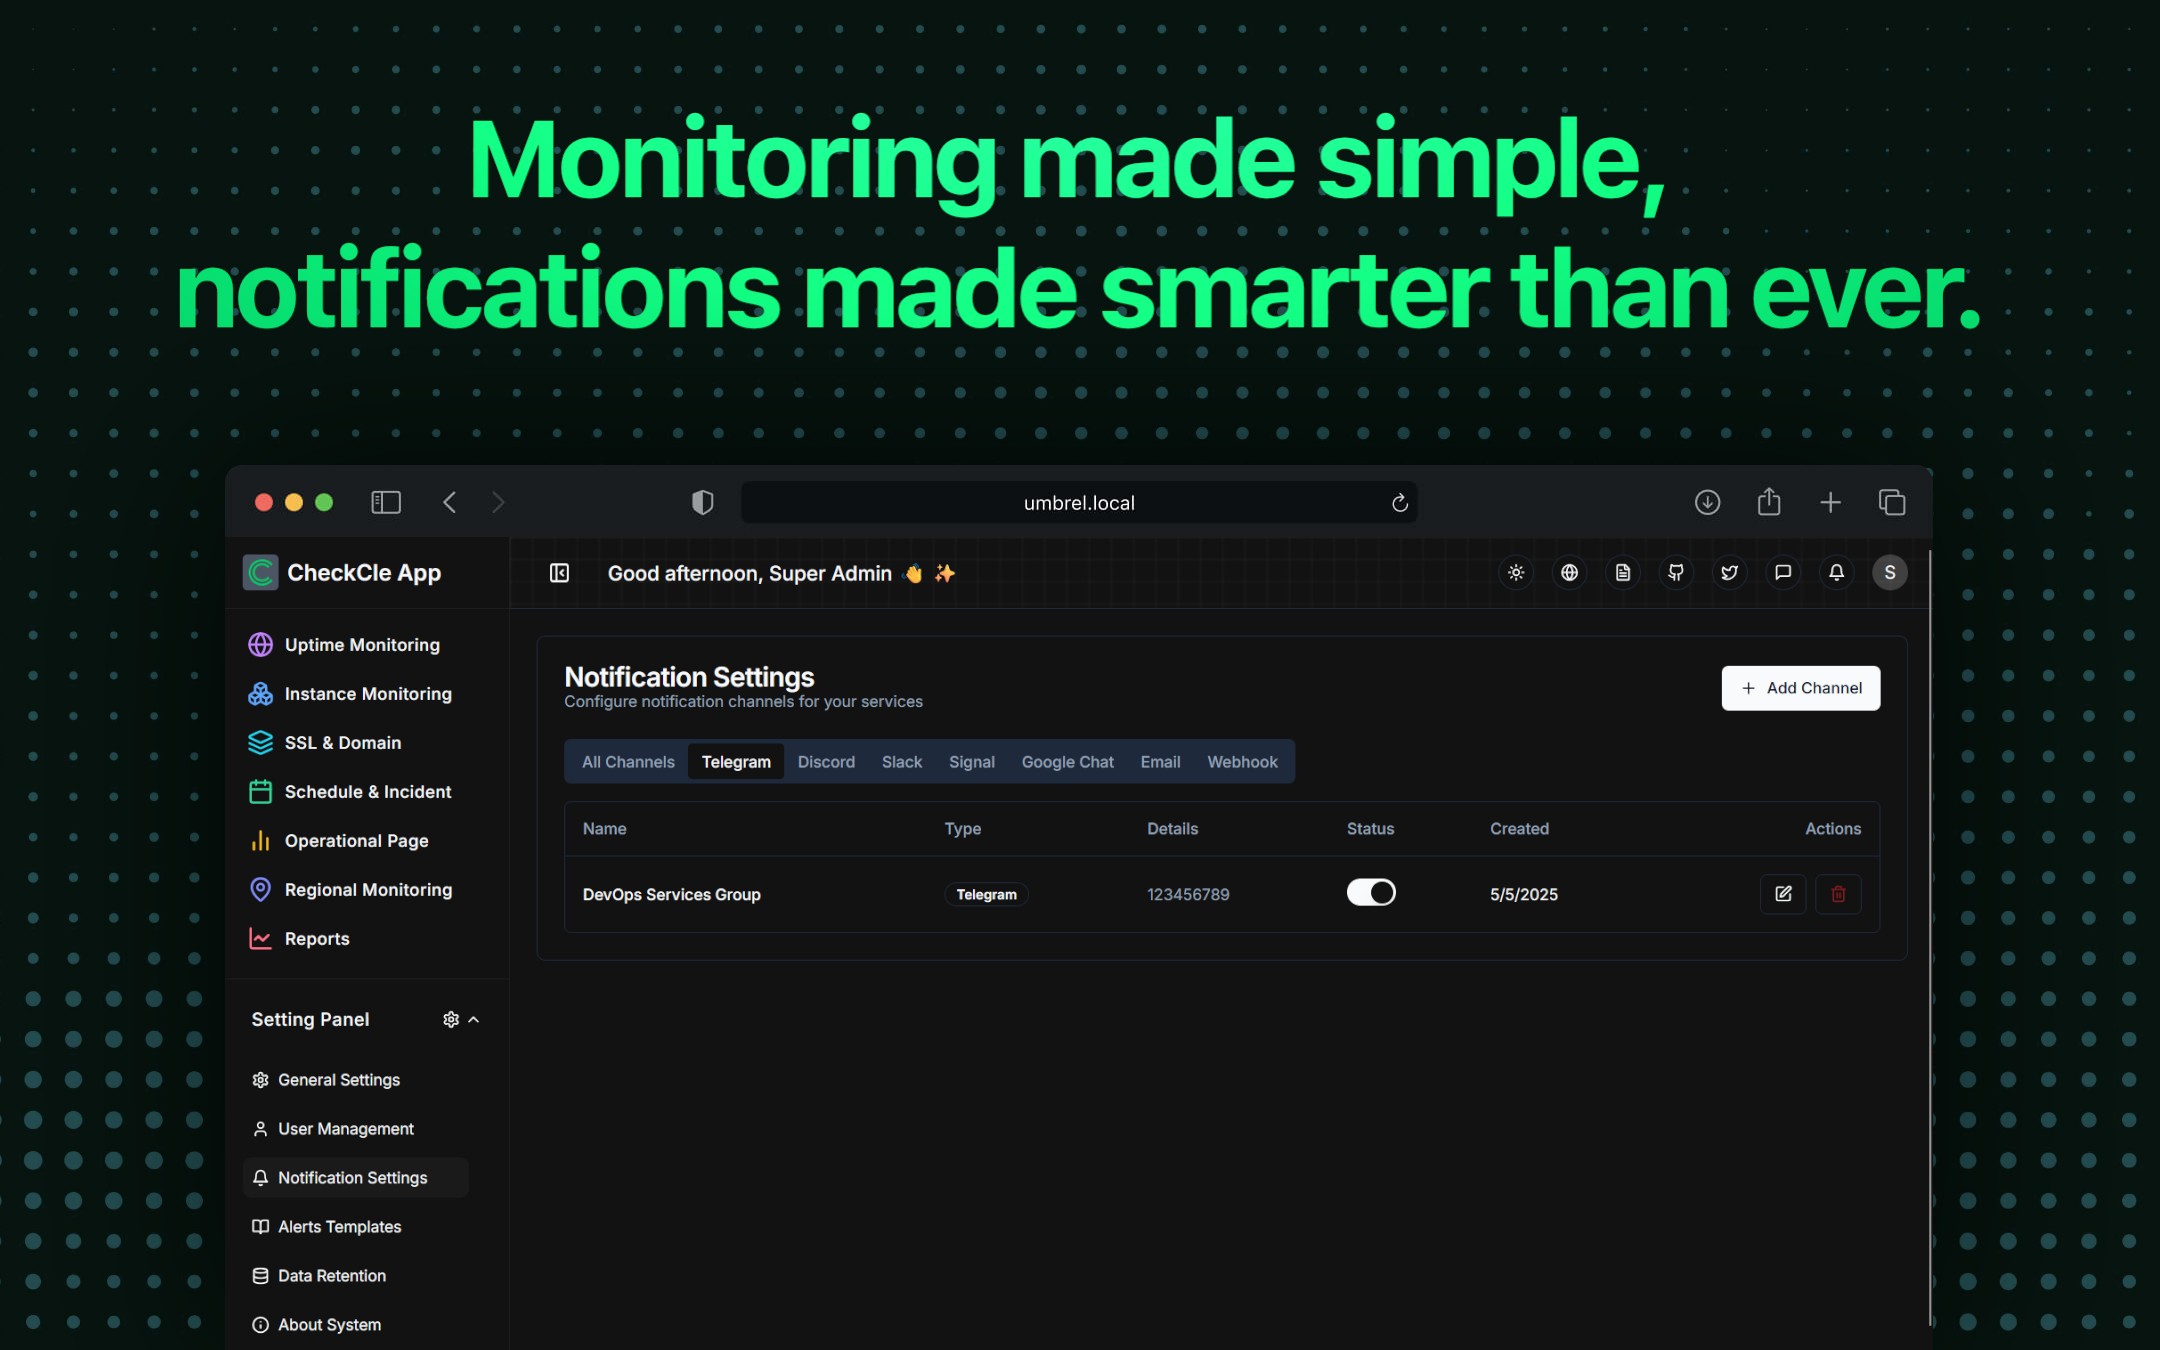 Monitoring made simple,
notifications made smarter than ever.
umbrel.local
CheckCle App
Good afternoon, Super Admin 👋 ✨
S
Uptime Monitoring
Instance Monitoring
SSL & Domain
Schedule & Incident
Operational Page
Regional Monitoring
Reports
Setting Panel
General Settings
User Management
Notification Settings
Alerts Templates
Data Retention
About System
Notification Settings
Configure notification channels for your services
+ Add Channel
All Channels Telegram Discord Slack Signal Google Chat Email Webhook
Name Type Details Status Created Actions
DevOps Services Group Telegram 123456789 5/5/2025